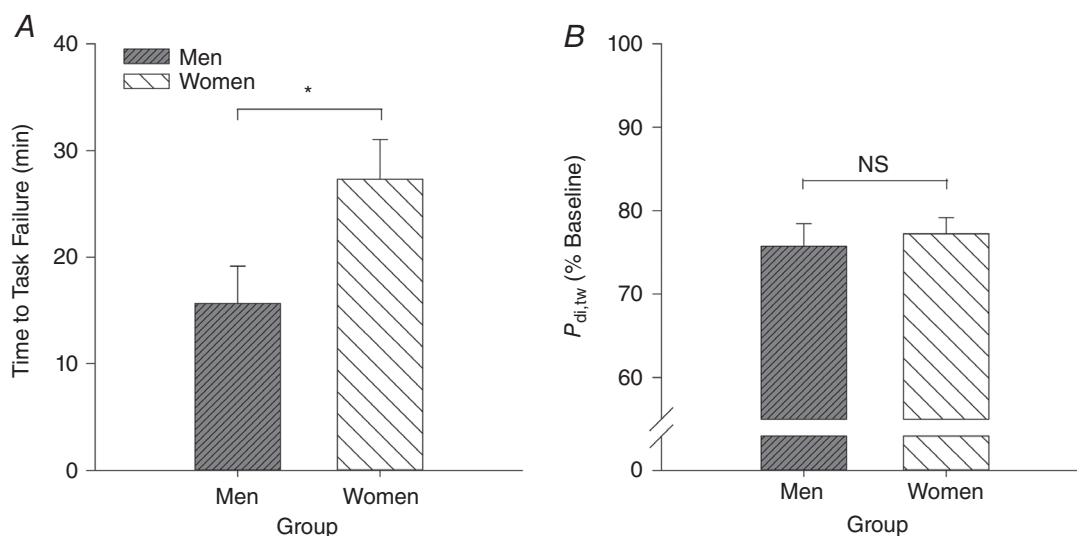 A
40
30
20
10
0
Time to Task Failure (min)
Men
Women
*
Men
Women
Group
B
100
90
80
70
60
0
P_di,tw (% Baseline)
NS
Men
Women
Group